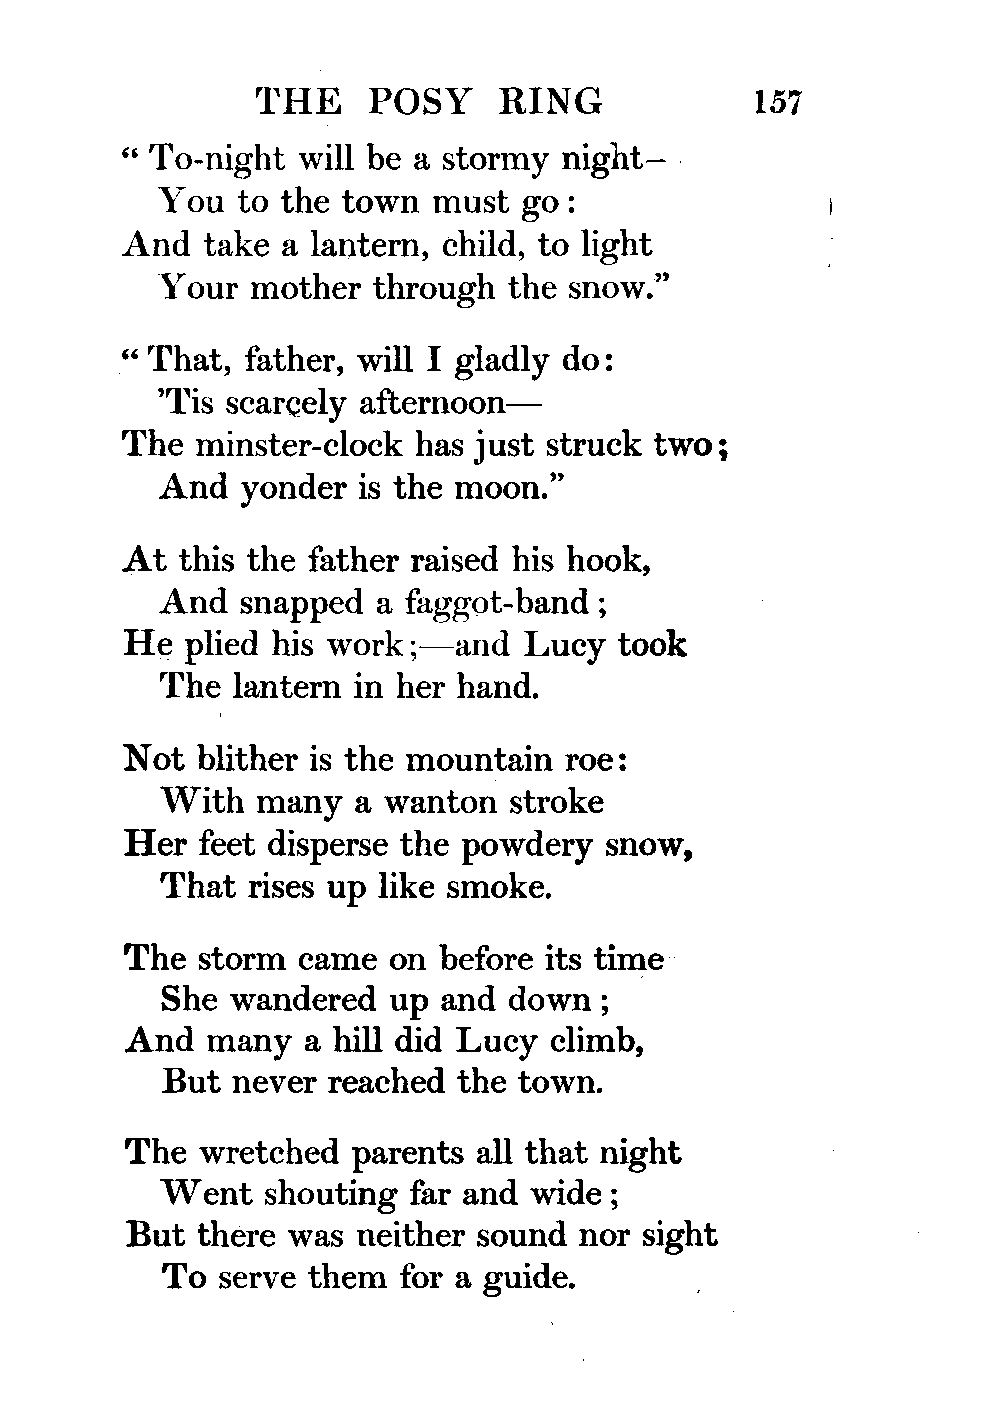 THE POSY RING 157
“ To-night will be a stormy night–
You to the town must go :
And take a lantern, child, to light
Your mother through the snow.”
“ That, father, will I gladly do:
’Tis scarcely afternoon—
The minster-clock has just struck two;
And yonder is the moon.”
At this the father raised his hook,
And snapped a faggot-band ;
He plied his work;—and Lucy took
The lantern in her hand.
Not blither is the mountain roe:
With many a wanton stroke
Her feet disperse the powdery snow,
That rises up like smoke.
The storm came on before its time
She wandered up and down ;
And many a hill did Lucy climb,
But never reached the town.
The wretched parents all that night
Went shouting far and wide ;
But there was neither sound nor sight
To serve them for a guide.